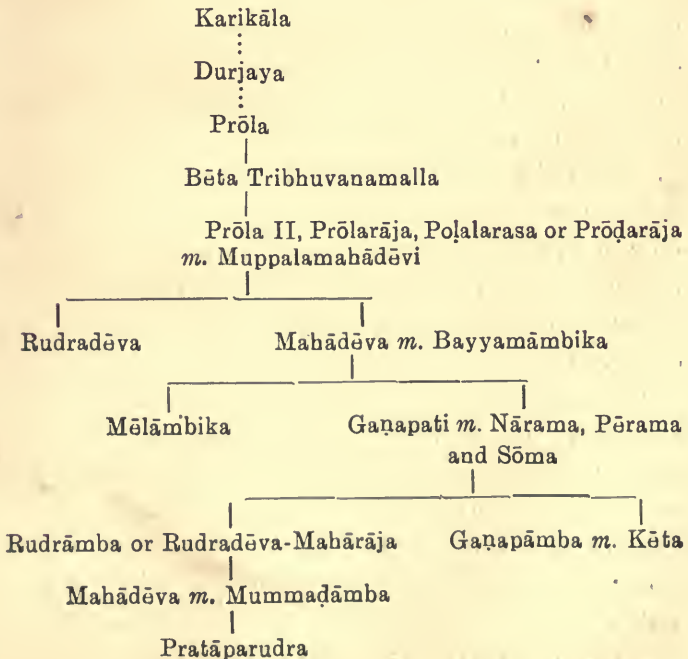 Karikāla
Durjaya
Prōla
Bēta Tribhuvanamalla
Prōla II, Prōlarāja, Poḷalarasa or Prōḍarāja
m. Muppalamahādēvi
Rudradēva Mahādēva m. Bayyamāmbika
Mēlāmbika Gaṇapati m. Nārama, Pērama
and Sōma
Rudrāmba or Rudradēva-Mahārāja Gaṇapāmba m. Kēta
Mahādēva m. Mummaḍāmba
Pratāparudra